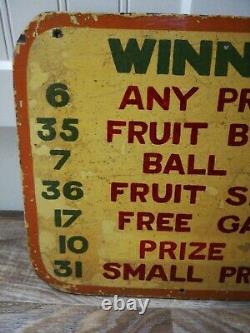 WINN
6 ANY PR
35 FRUIT B
7 BALL
36 FRUIT S
17 FREE GA
10 PRIZE
31 SMALL PR